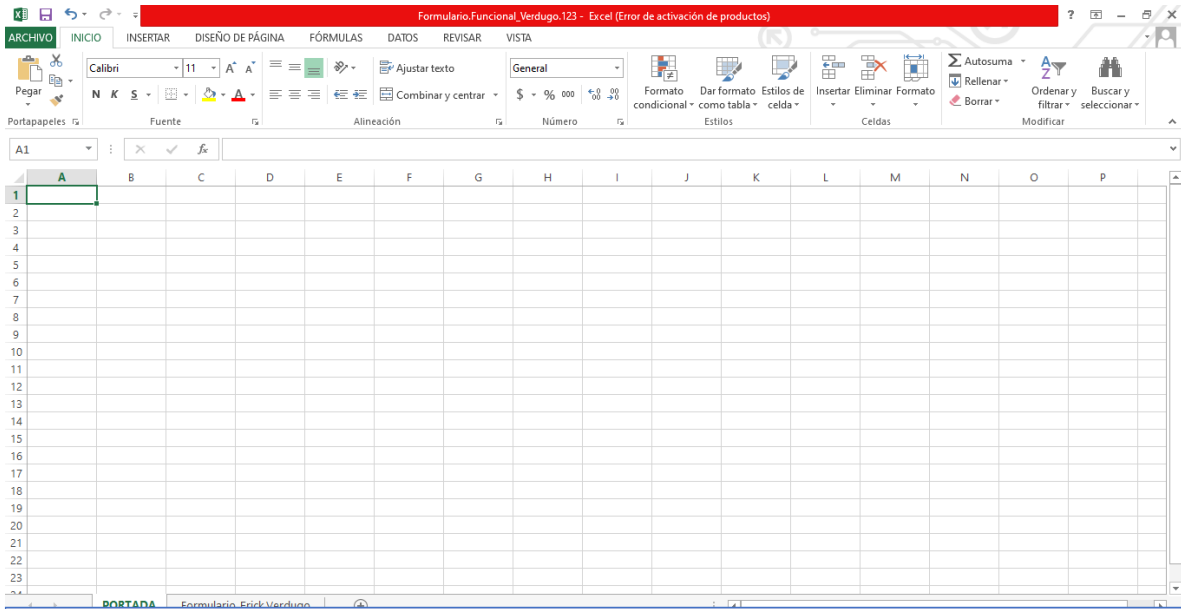 Formulario.Funcional_Verdugo.123 - Excel (Error de activación de productos)
?
ARCHIVO INICIO INSERTAR DISEÑO DE PÁGINA FÓRMULAS DATOS REVISAR VISTA
Calibri 11 A A Ajustar texto General Autosuma
Rellenar
Pegar N K S A Combinar y centrar $ % 000 Formato condicional Dar formato como tabla Estilos de celda Insertar Eliminar Formato Ordenar y filtrar Buscar y seleccionar
Borrar
Portapapeles Fuente Alineación Número Estilos Celdas Modificar
A1 fx
A B C D E F G H I J K L M N O P
1
2
3
4
5
6
7
8
9
10
11
12
13
14
15
16
17
18
19
20
21
22
23
24
PORTADA Formulario_Erick Verdugo